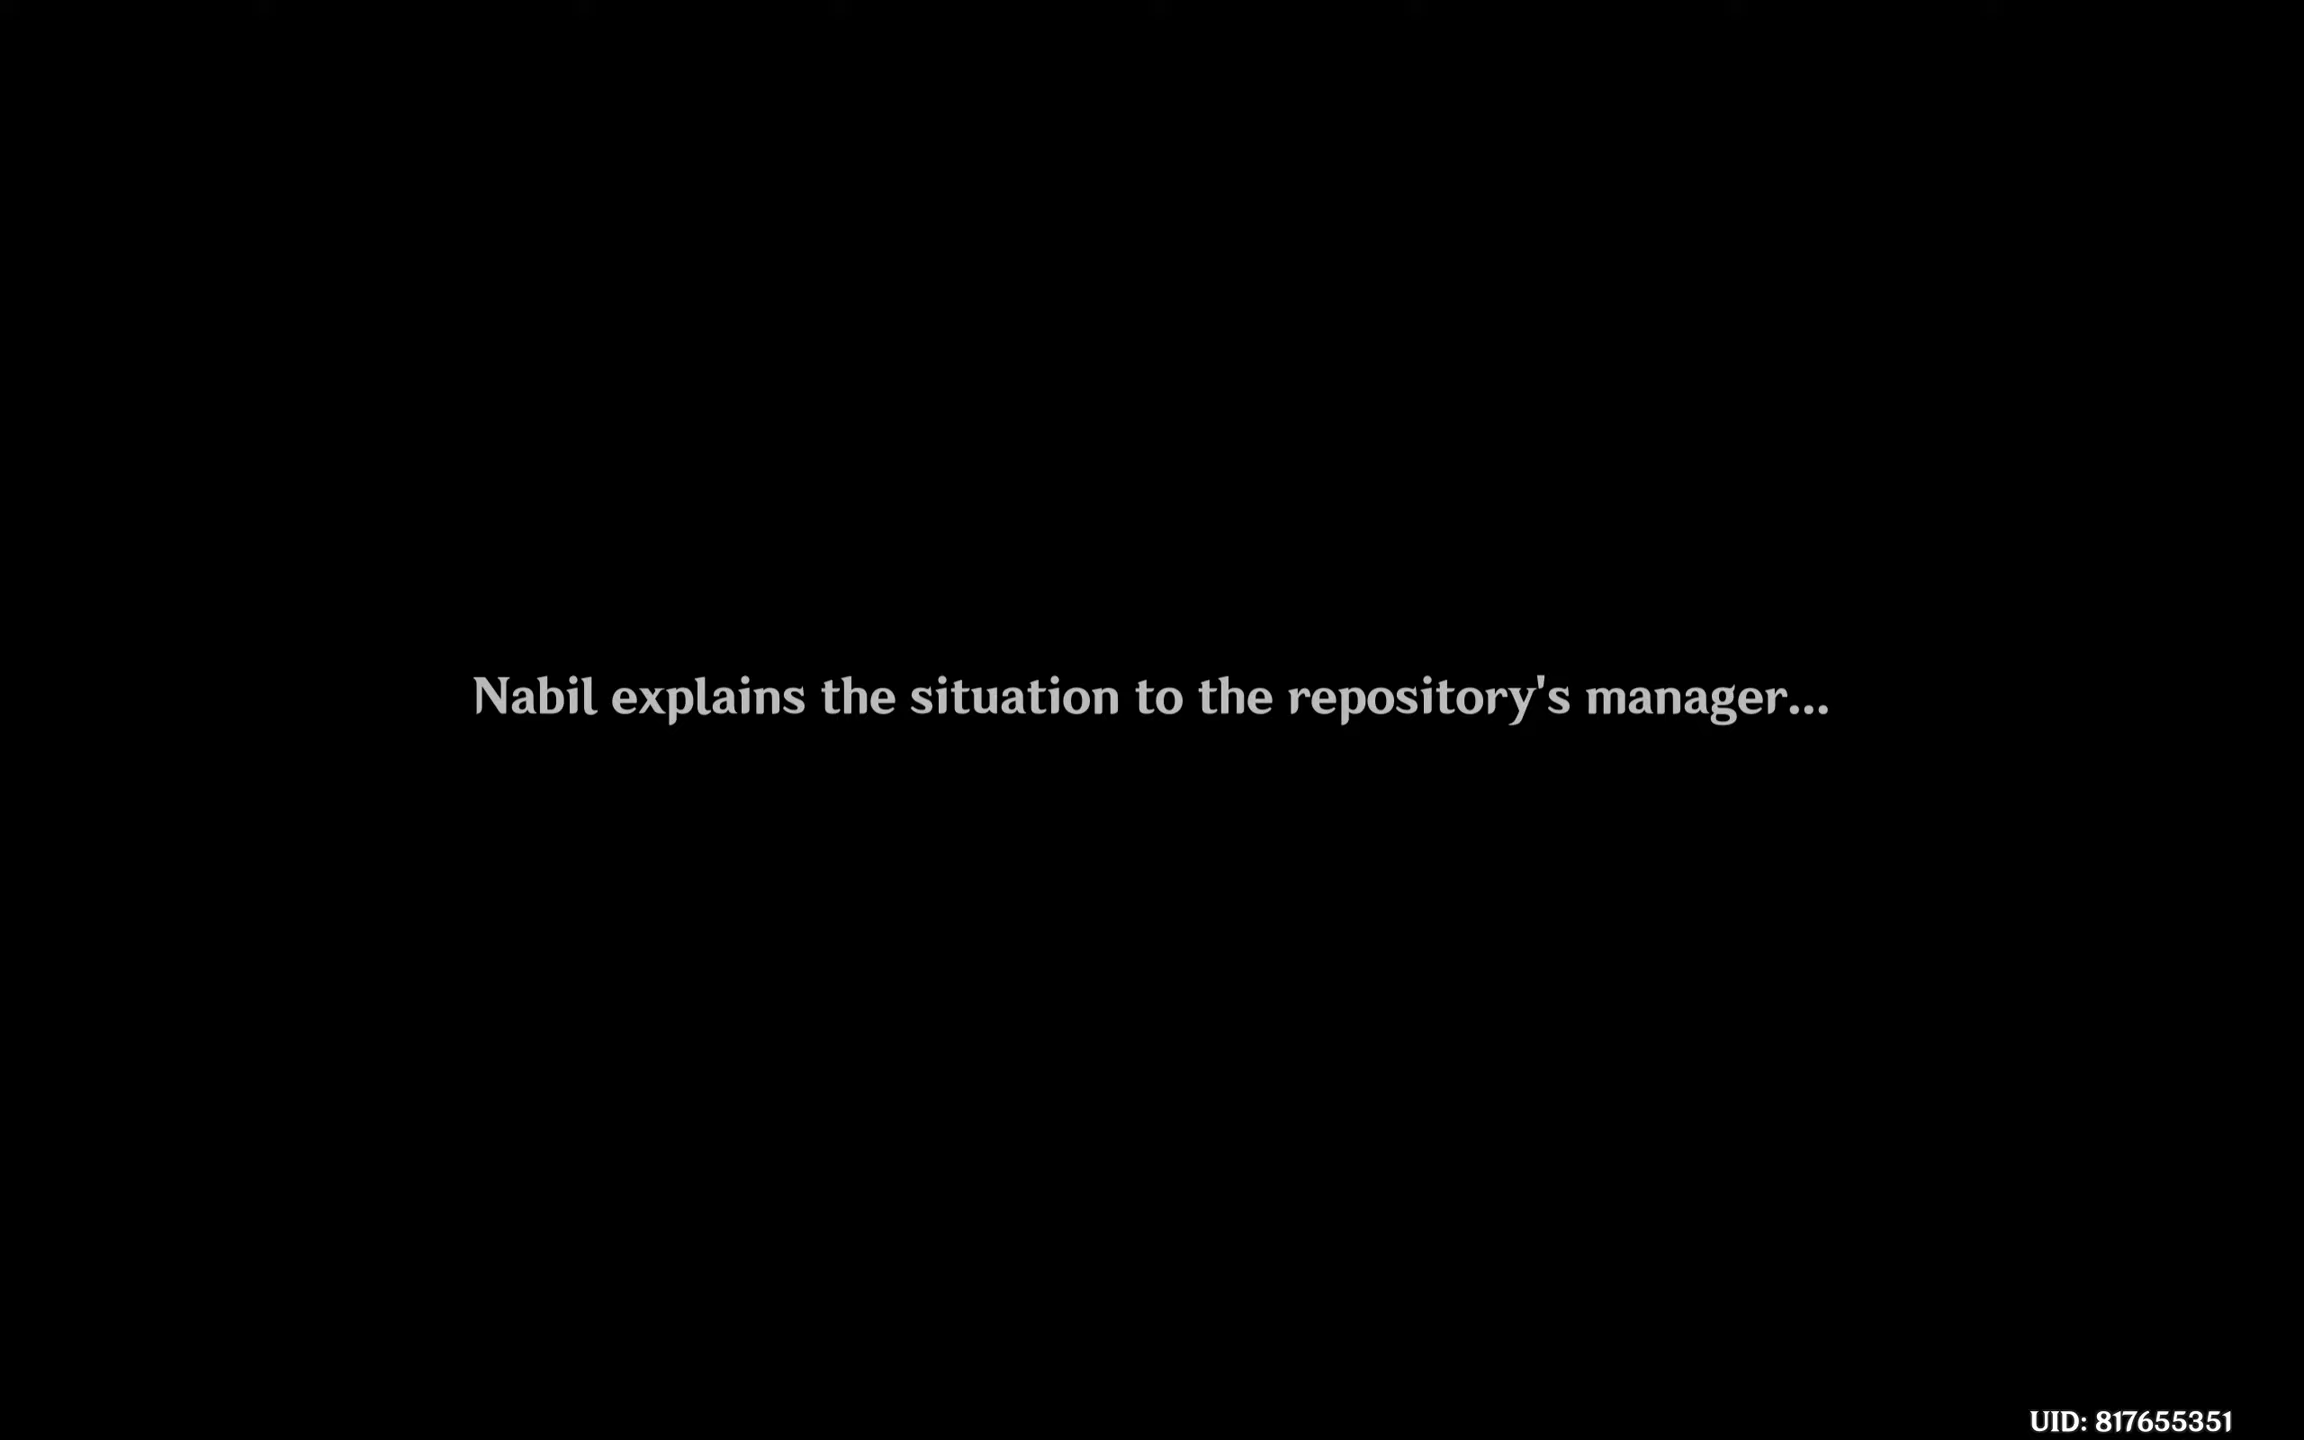 Nabil explains the situation to the repository's manager...
UID: 817655351